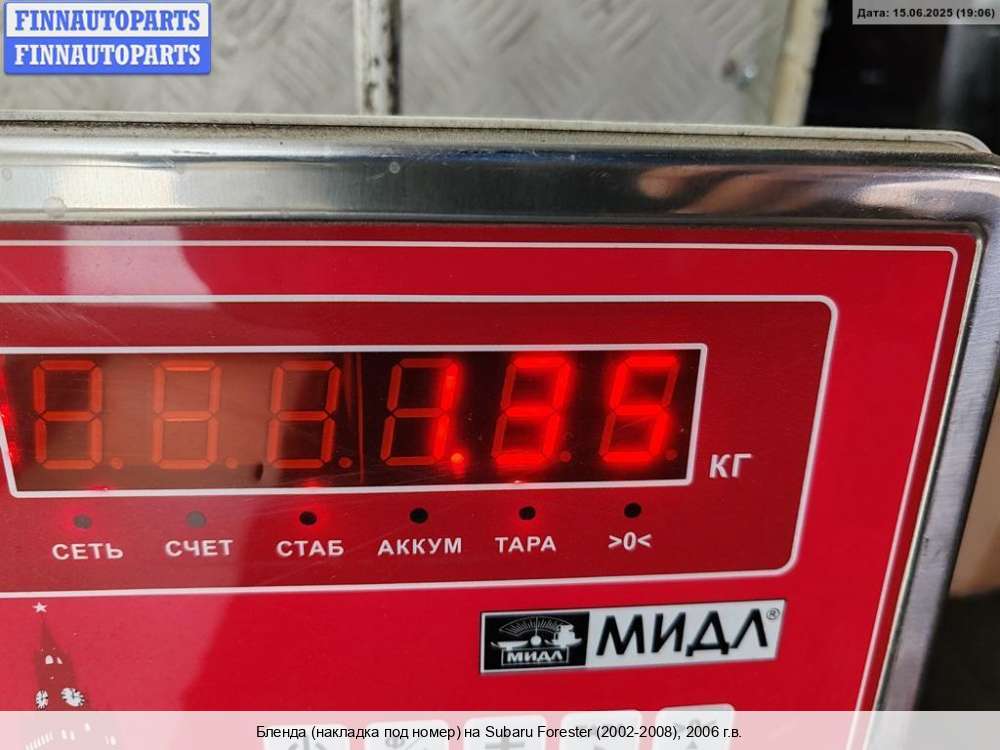 FINNAUTOPARTS
FINNAUTOPARTS
Дата: 15.06.2025 (19:06)
1.35
КГ
СЕТЬ СЧЕТ СТАБ АККУМ ТАРА >0<
МИДЛ МИДЛ®
Бленда (накладка под номер) на Subaru Forester (2002-2008), 2006 г.в.